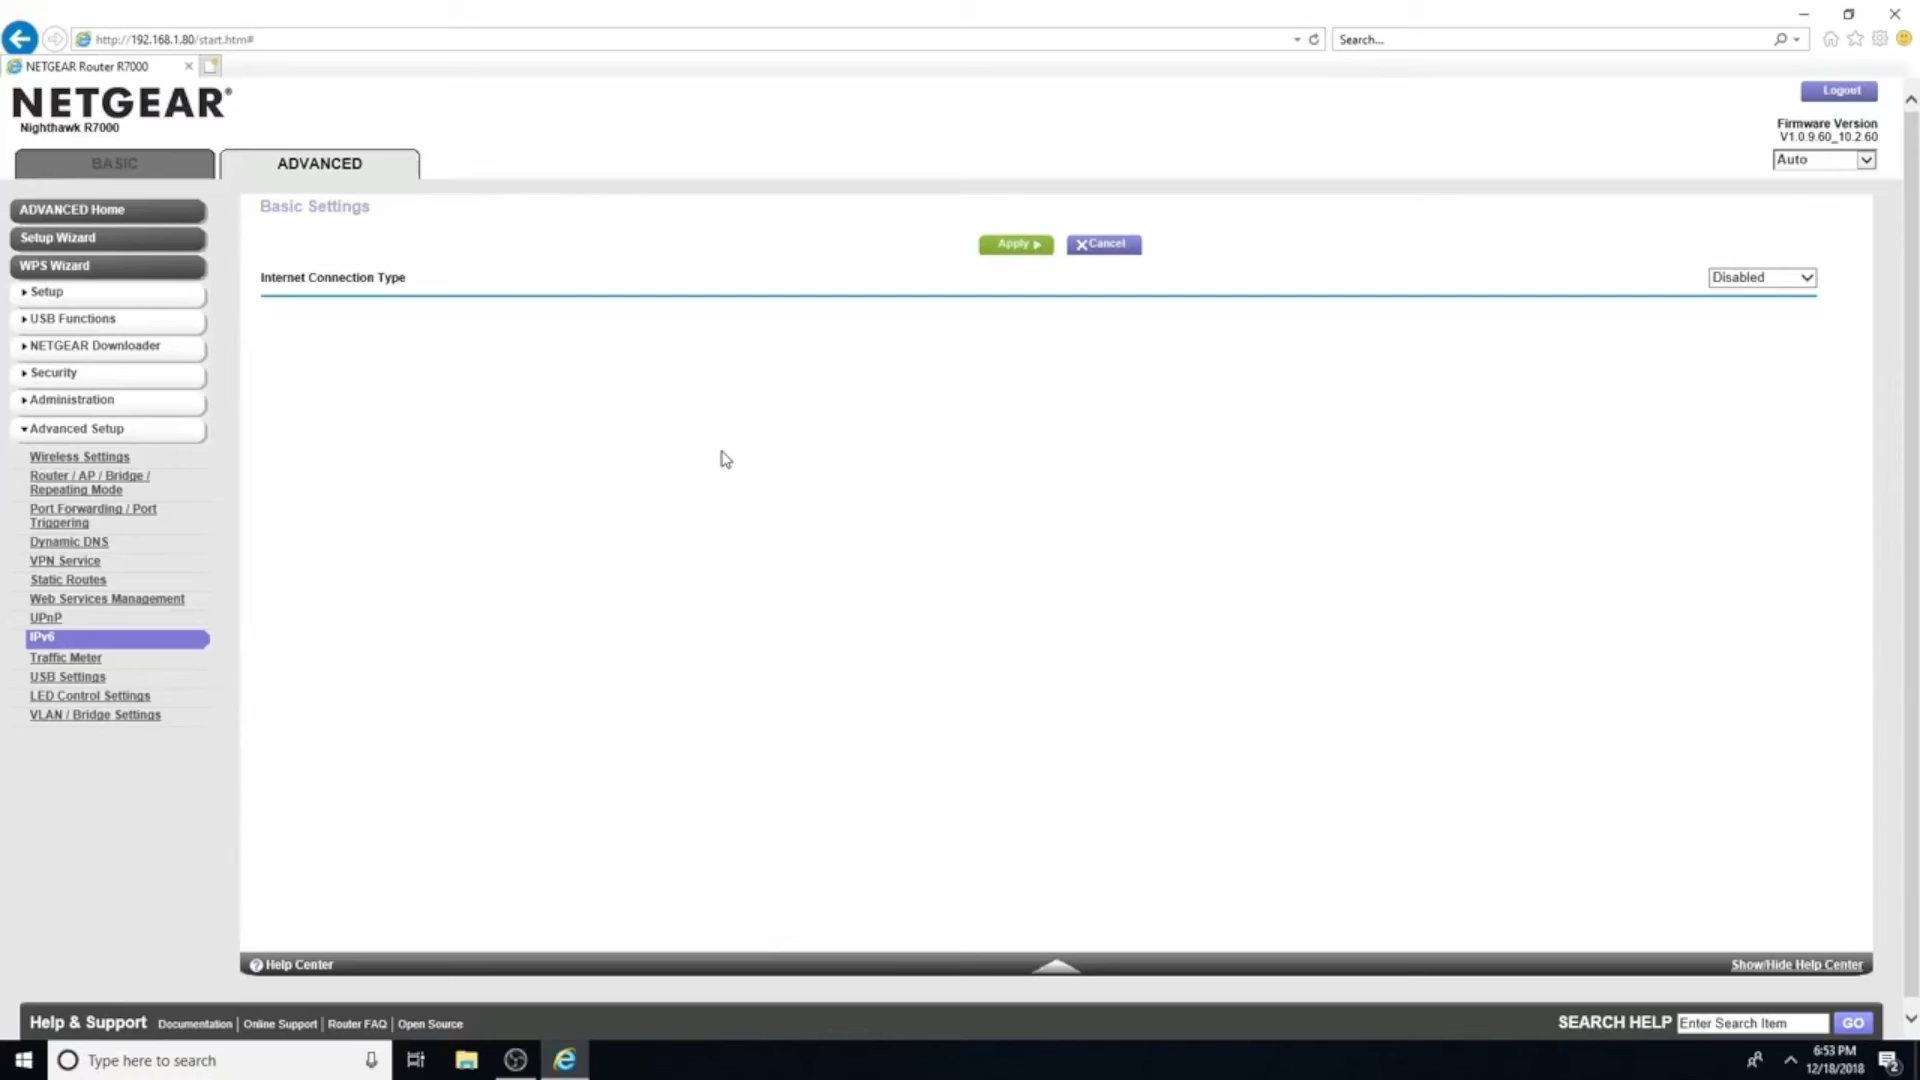 http://192.168.1.80/start.htm#
Search...
NETGEAR Router R7000
NETGEAR®
Nighthawk R7000
Logout
Firmware Version
V1.0.9.60_10.2.60
Auto
BASIC
ADVANCED
ADVANCED Home
Setup Wizard
WPS Wizard
Setup
USB Functions
NETGEAR Downloader
Security
Administration
Advanced Setup
Wireless Settings
Router / AP / Bridge /
Repeating Mode
Port Forwarding / Port
Triggering
Dynamic DNS
VPN Service
Static Routes
Web Services Management
UPnP
IPv6
Traffic Meter
USB Settings
LED Control Settings
VLAN / Bridge Settings
Basic Settings
Apply
Cancel
Internet Connection Type
Disabled
Help Center
Show/Hide Help Center
Help & Support Documentation | Online Support | Router FAQ | Open Source
SEARCH HELP Enter Search Item GO
Type here to search
6:53 PM
12/18/2018
2